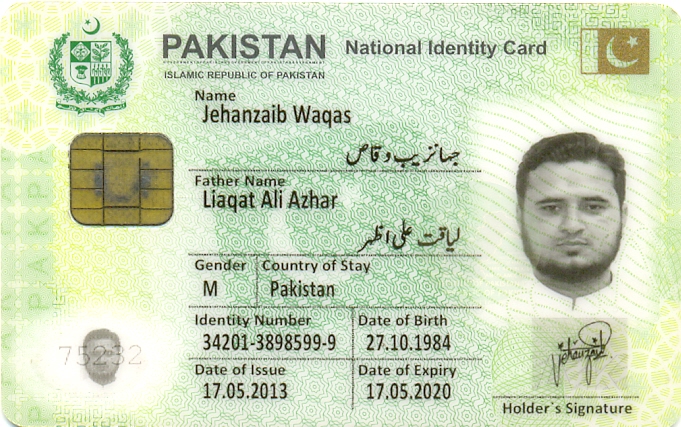 PAKISTAN National Identity Card
ISLAMIC REPUBLIC OF PAKISTAN
Name
Jehanzaib Waqas
جہانزیب وقاص
Father Name
Liaqat Ali Azhar
لیاقت علی اظہر
Gender Country of Stay
M Pakistan
Identity Number Date of Birth
34201-3898599-9 27.10.1984
Date of Issue Date of Expiry
17.05.2013 17.05.2020
75232
Jehanzaib
Holder`s Signature